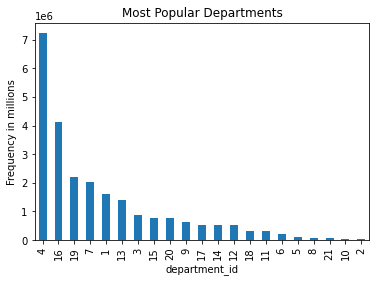 Most Popular Departments
1e6
Frequency in millions
7
6
5
4
3
2
1
0
4 16 19 7 1 13 3 15 20 9 17 14 12 18 11 6 5 8 21 10 2
department_id